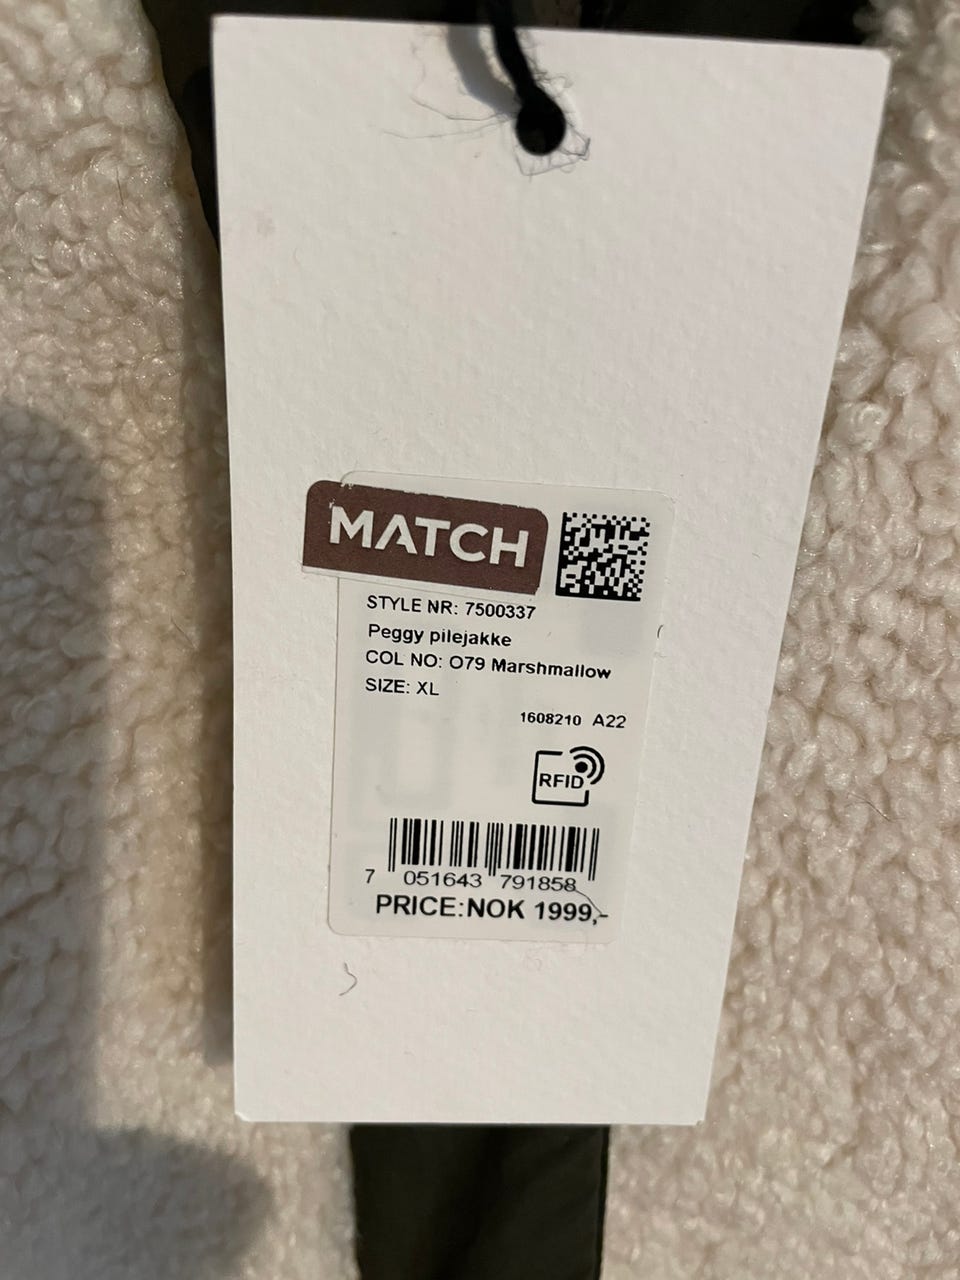 MATCH
STYLE NR: 7500337
Peggy pilejakke
COL NO: O79 Marshmallow
SIZE: XL
1608210 A22
RFID
7 051643 791858
PRICE:NOK 1999,-